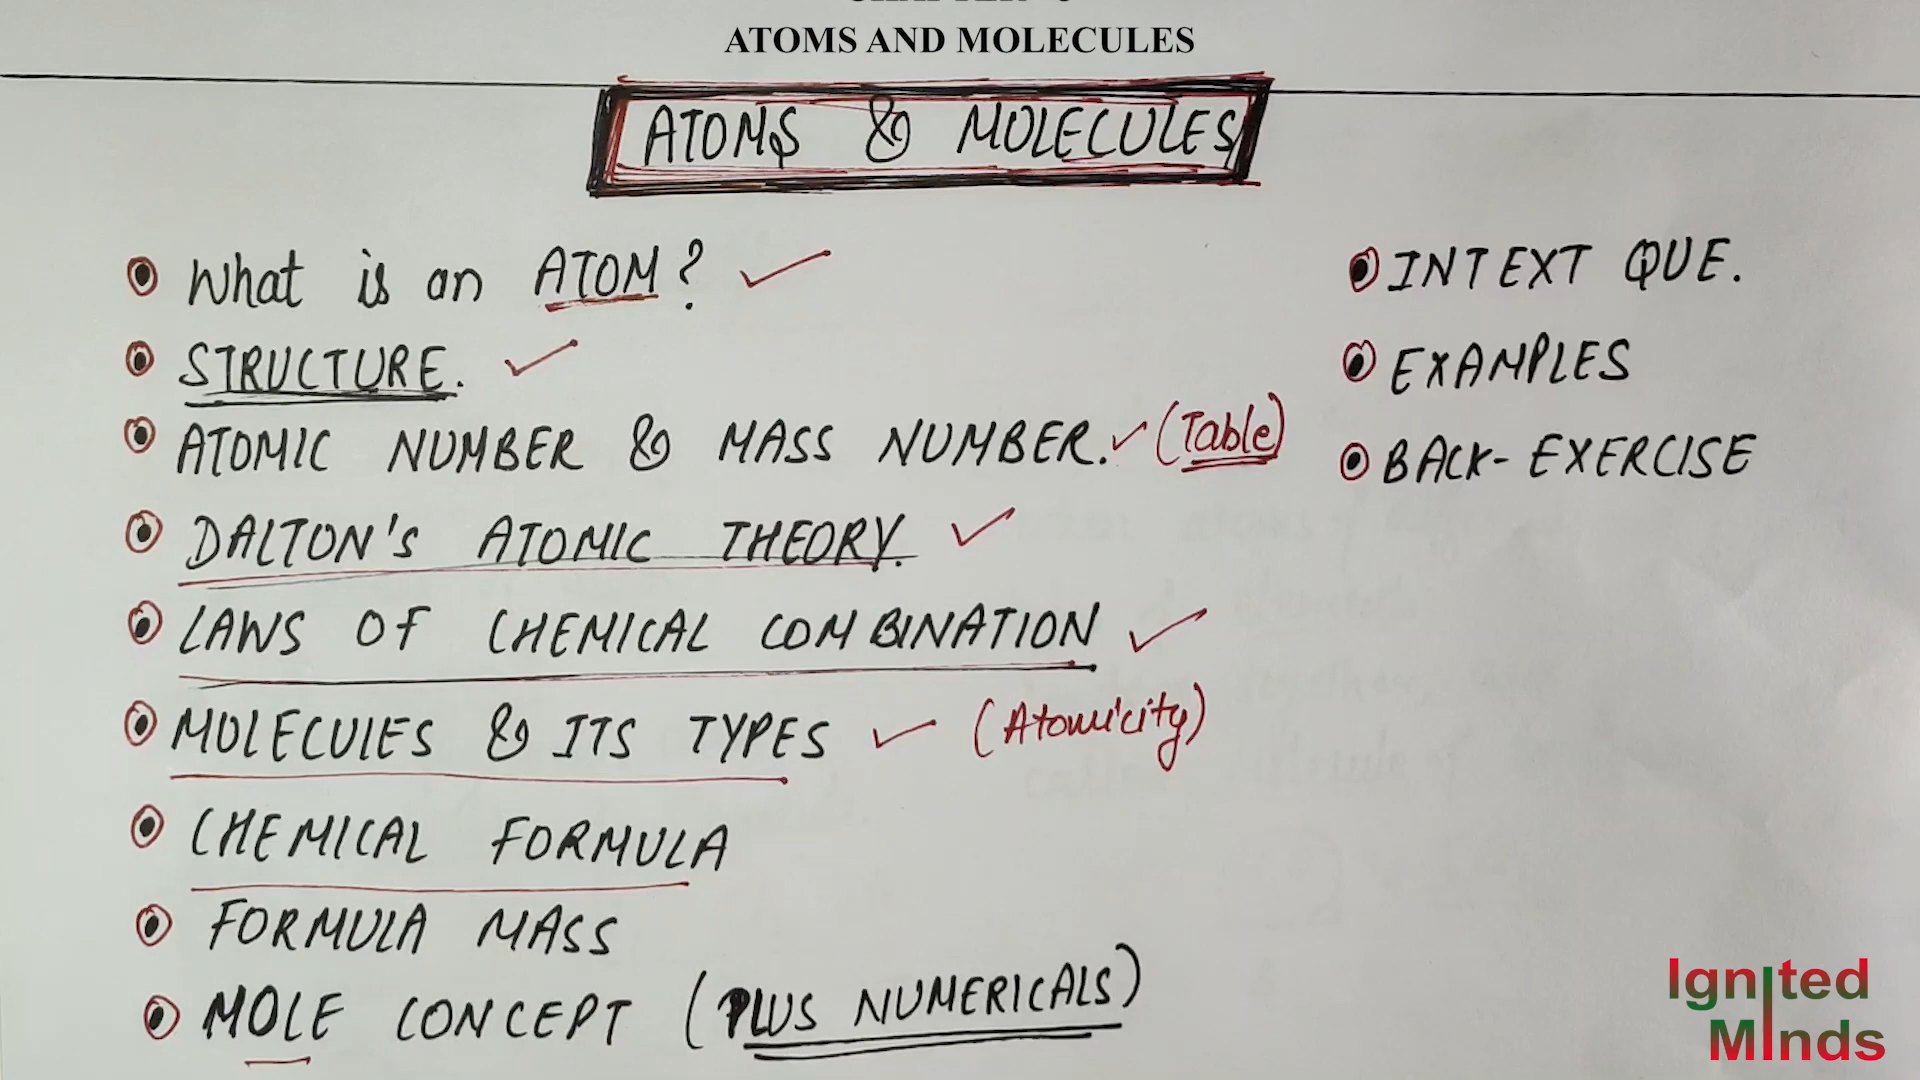 ATOMS AND MOLECULES
ATOMS & MOLECULES
What is an ATOM?
STRUCTURE.
ATOMIC NUMBER & MASS NUMBER. (Table)
DALTON'S ATOMIC THEORY.
LAWS OF CHEMICAL COMBINATION
MOLECULES & ITS TYPES (Atomicity)
CHEMICAL FORMULA
FORMULA MASS
MOLE CONCEPT (PLUS NUMERICALS)
INTEXT QUE.
EXAMPLES
BACK-EXERCISE
Ignited
Minds